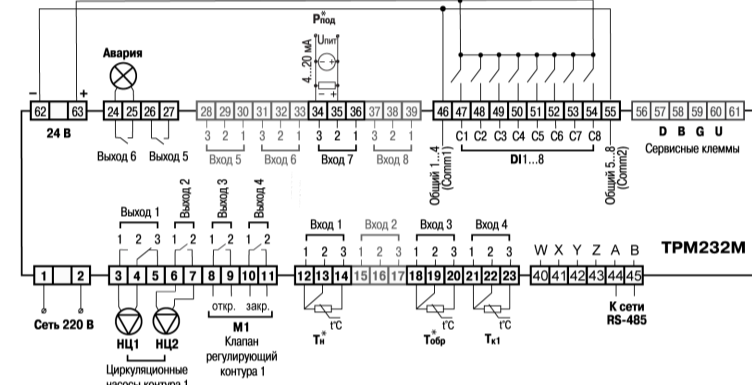 Pпод*
Uпит
4...20 мА
− +
Авария
− +
62 63 24 25 26 27 28 29 30 31 32 33 34 35 36 37 38 39 46 47 48 49 50 51 52 53 54 55 56 57 58 59 60 61
24 В
3 2 1 3 2 1 3 2 1 3 2 1
C1 C2 C3 C4 C5 C6 C7 C8
D B G U
Выход 6 Выход 5
Вход 5 Вход 6 Вход 7 Вход 8
Общий 1...4 (Comm1)
DI1...8
Общий 5...8 (Comm2)
Сервисные клеммы
Выход 1
Выход 2
Выход 3
Выход 4
Вход 1 Вход 2 Вход 3 Вход 4
1 2 3 1 2 1 2 1 2
1 2 3 1 2 3 1 2 3 1 2 3
W X Y Z A B
ТРМ232М
1 2 3 4 5 6 7 8 9 10 11 12 13 14 15 16 17 18 19 20 21 22 23 40 41 42 43 44 45
Сеть 220 В
НЦ1 НЦ2
откр. закр.
М1
Клапан
регулирующий
контура 1
Циркуляционные
насосы контура 1
t°C t°C t°C
Тн* Тобр* Тк1
К сети
RS-485